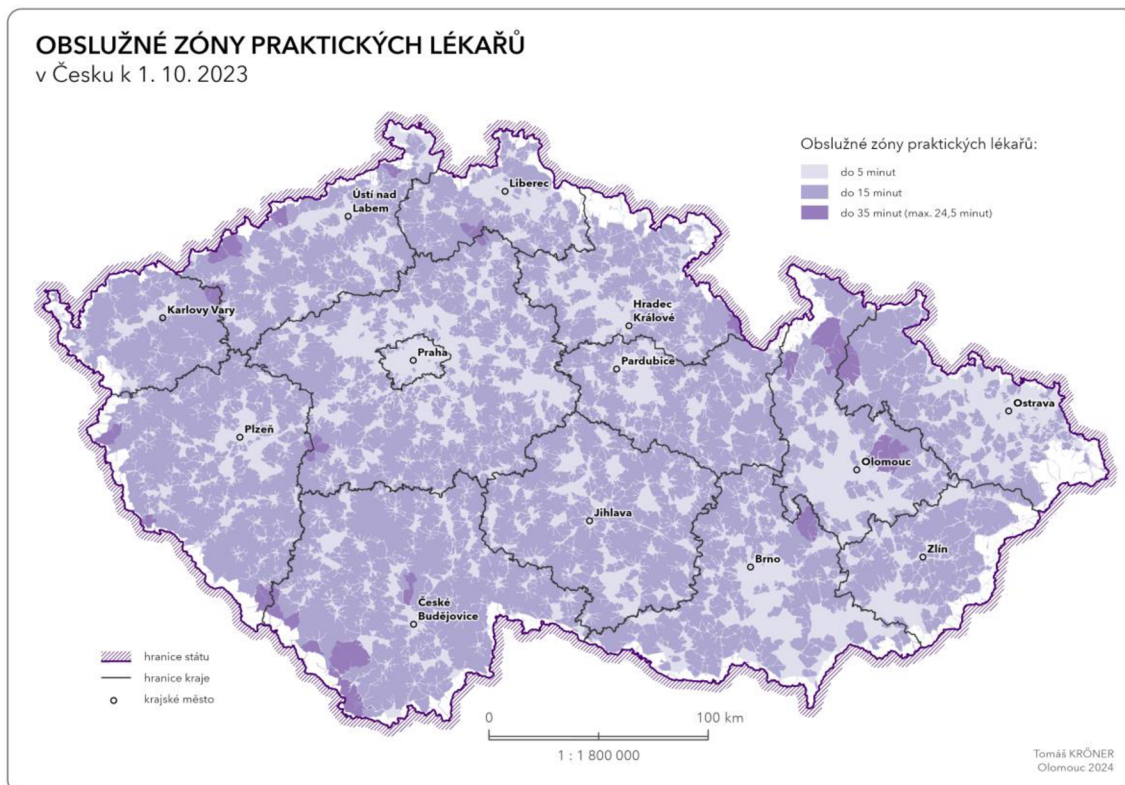 OBSLUŽNÉ ZÓNY PRAKTICKÝCH LÉKAŘŮ
v Česku k 1. 10. 2023
Obslužné zóny praktických lékařů:
do 5 minut
do 15 minut
do 35 minut (max. 24,5 minut)
Liberec
Ústí nad
Labem
Karlovy Vary
Hradec
Králové
Praha
Pardubice
Ostrava
Plzeň
Olomouc
Jihlava
Zlín
Brno
České
Budějovice
hranice státu
hranice kraje
krajské město
0 100 km
1 : 1 800 000
Tomáš KRÖNER
Olomouc 2024